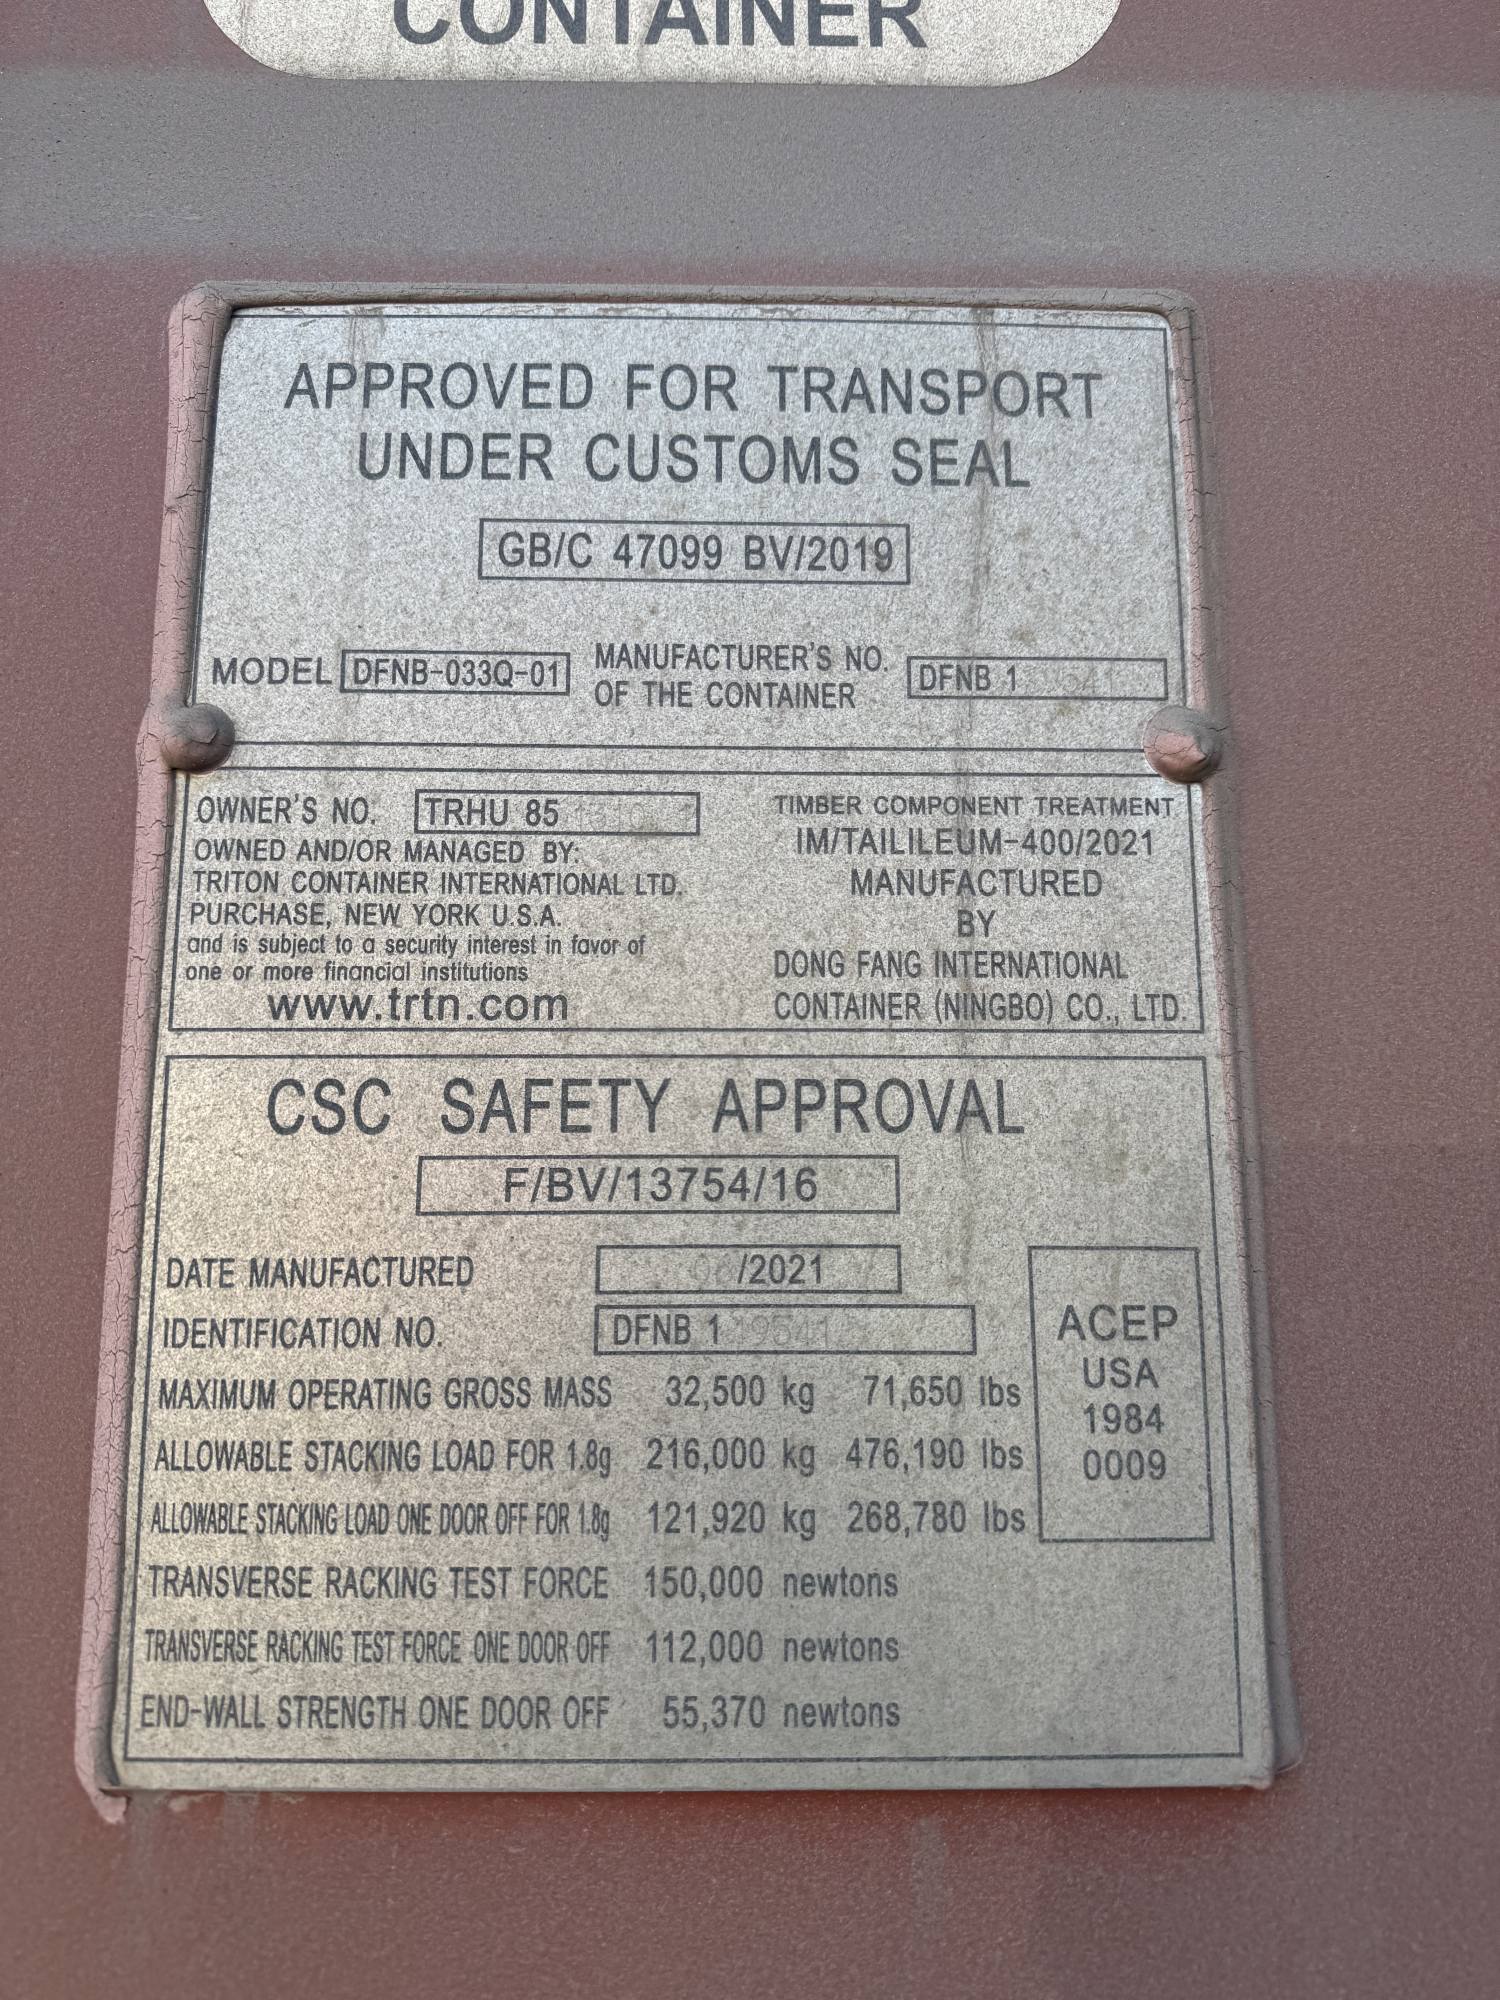 CONTAINER
APPROVED FOR TRANSPORT
UNDER CUSTOMS SEAL
GB/C 47099 BV/2019
MODEL DFNB-033Q-01 MANUFACTURER'S NO. OF THE CONTAINER DFNB 1
OWNER'S NO. TRHU 85
OWNED AND/OR MANAGED BY:
TRITON CONTAINER INTERNATIONAL LTD.
PURCHASE, NEW YORK U.S.A.
and is subject to a security interest in favor of
one or more financial institutions
www.trtn.com
TIMBER COMPONENT TREATMENT
IM/TAILILEUM-400/2021
MANUFACTURED
BY
DONG FANG INTERNATIONAL
CONTAINER (NINGBO) CO., LTD.
CSC SAFETY APPROVAL
F/BV/13754/16
DATE MANUFACTURED /2021
IDENTIFICATION NO. DFNB 1
MAXIMUM OPERATING GROSS MASS 32,500 kg 71,650 lbs
ALLOWABLE STACKING LOAD FOR 1.8g 216,000 kg 476,190 lbs
ALLOWABLE STACKING LOAD ONE DOOR OFF FOR 1.8g 121,920 kg 268,780 lbs
TRANSVERSE RACKING TEST FORCE 150,000 newtons
TRANSVERSE RACKING TEST FORCE ONE DOOR OFF 112,000 newtons
END-WALL STRENGTH ONE DOOR OFF 55,370 newtons
ACEP
USA
1984
0009